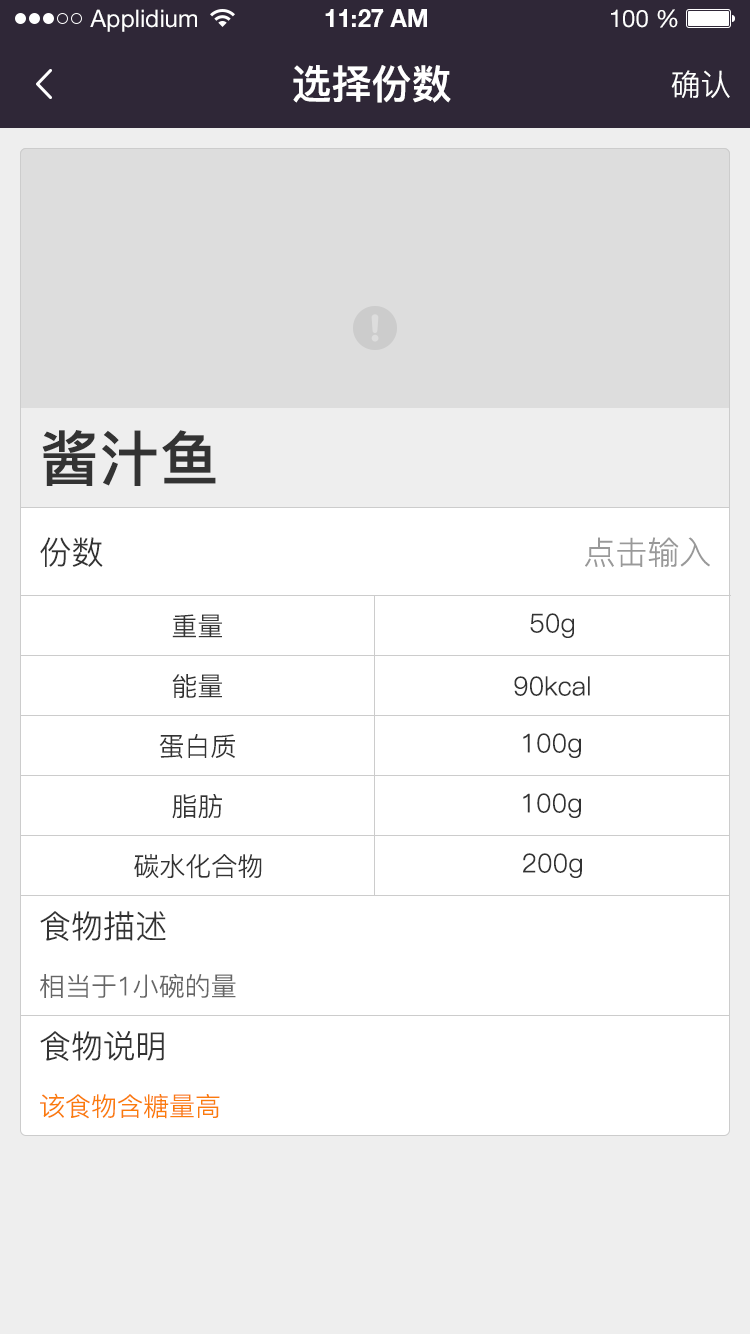 Applidium 11:27 AM 100 %
选择份数 确认
酱汁鱼
份数 点击输入
重量 50g
能量 90kcal
蛋白质 100g
脂肪 100g
碳水化合物 200g
食物描述
相当于1小碗的量
食物说明
该食物含糖量高